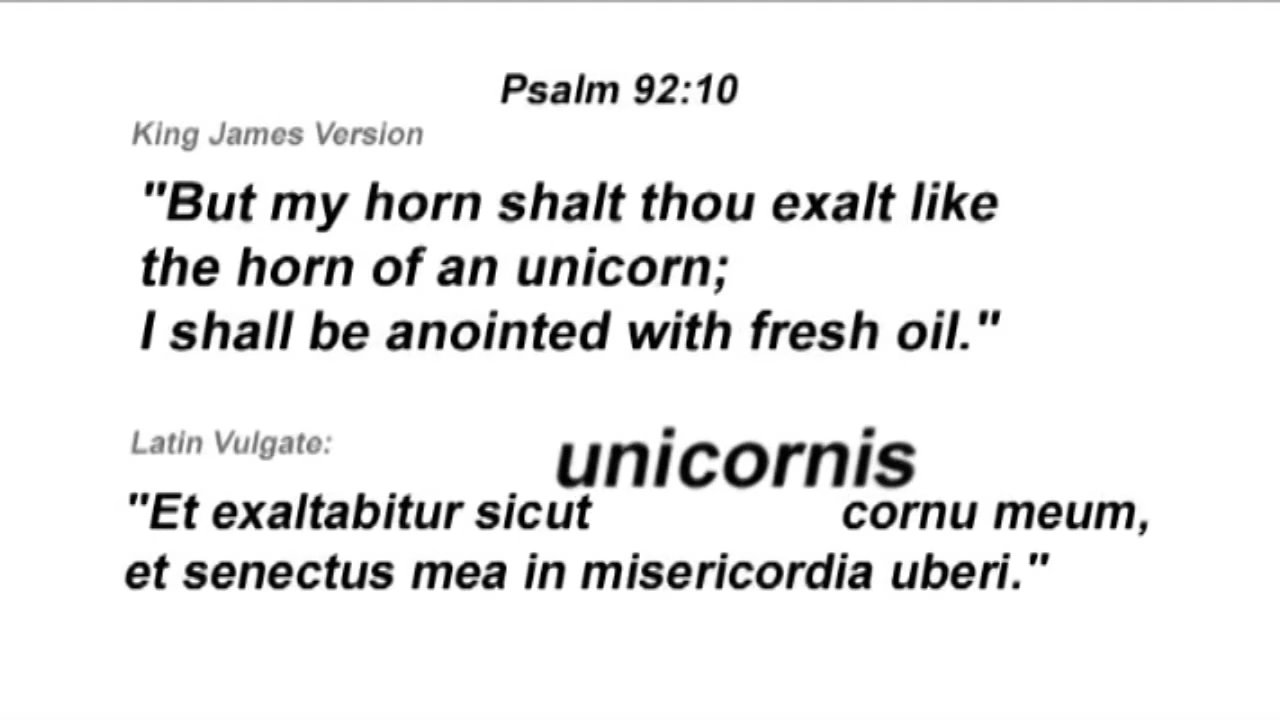 Psalm 92:10
King James Version
"But my horn shalt thou exalt like
the horn of an unicorn;
I shall be anointed with fresh oil."
Latin Vulgate:
unicornis
"Et exaltabitur sicut cornu meum,
et senectus mea in misericordia uberi."